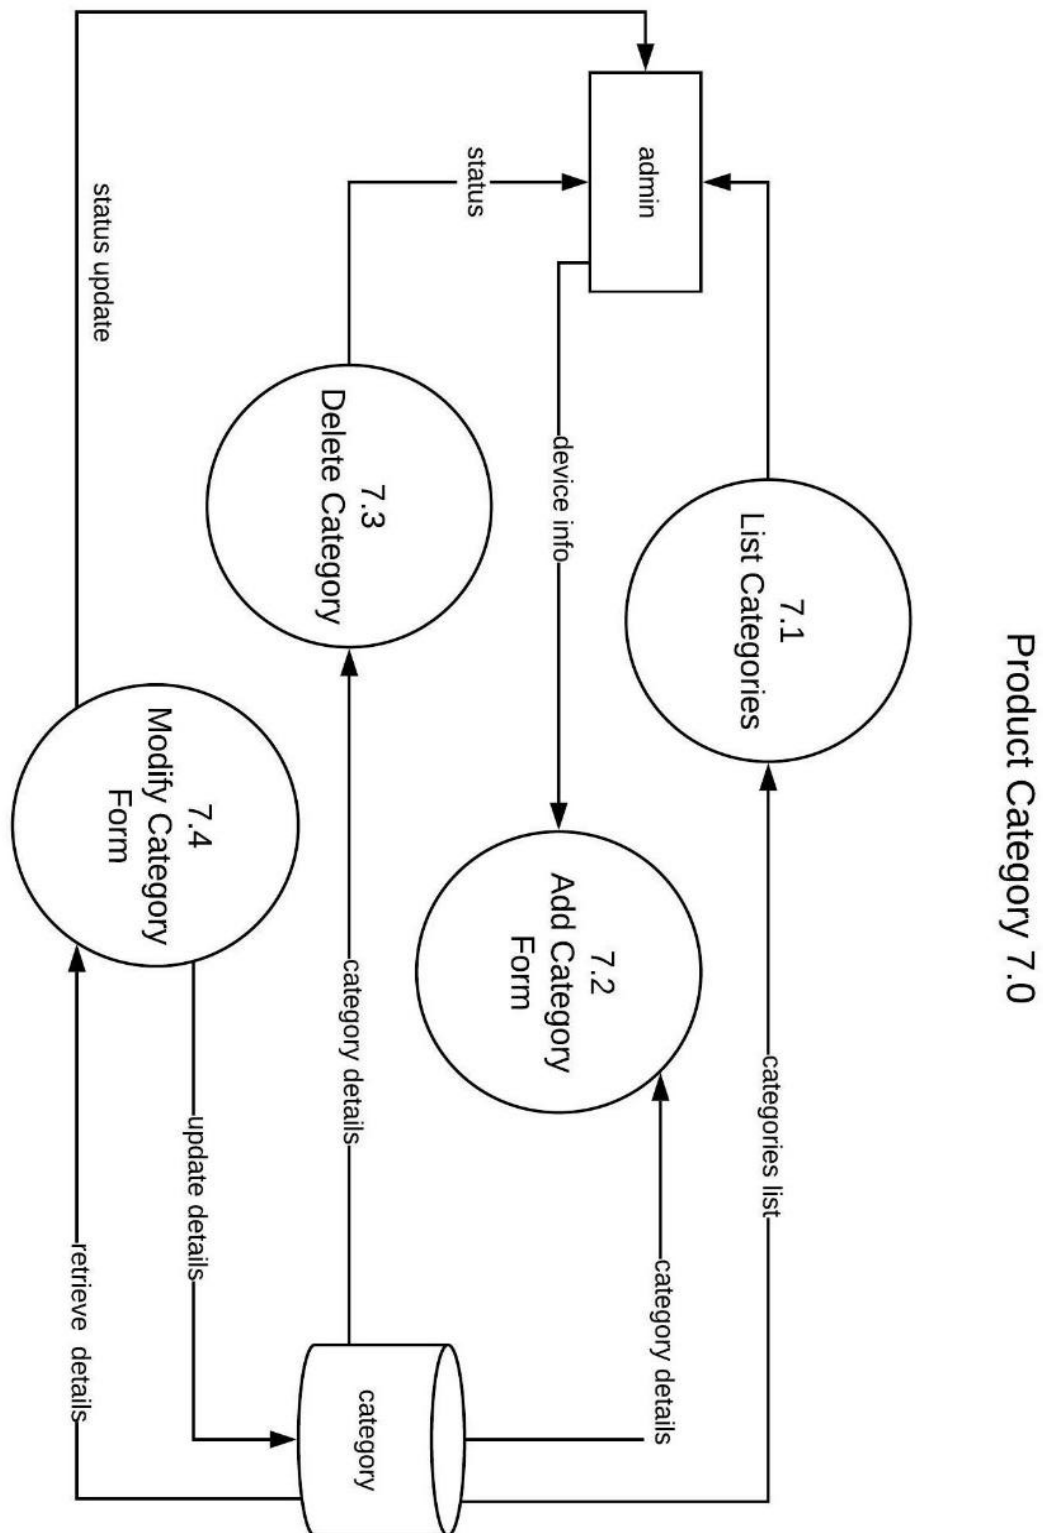 Product Category 7.0
7.1
List Categories
categories list
admin
device info
7.2
Add Category
Form
category details
status
7.3
Delete Category
category details
category
7.4
Modify Category
Form
update details
status update
retrieve details